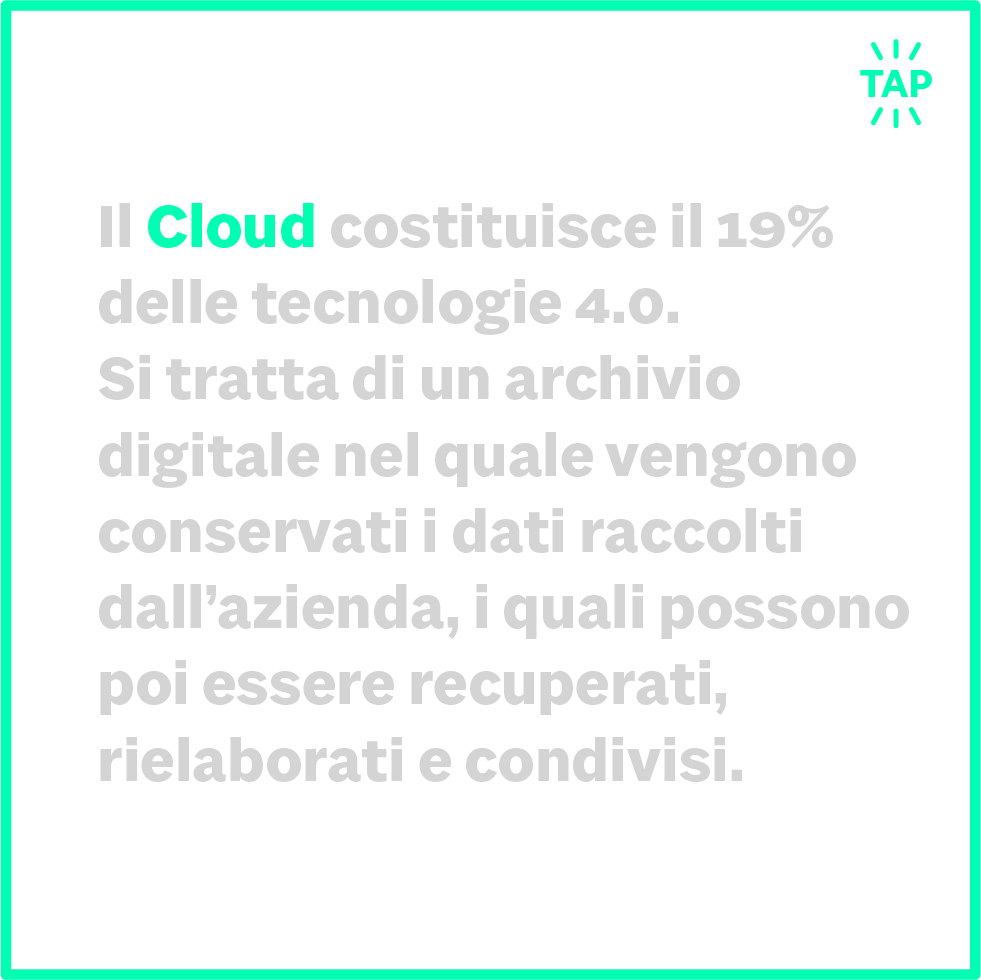 TAP
Il Cloud costituisce il 19%
delle tecnologie 4.0.
Si tratta di un archivio
digitale nel quale vengono
conservati i dati raccolti
dall’azienda, i quali possono
poi essere recuperati,
rielaborati e condivisi.